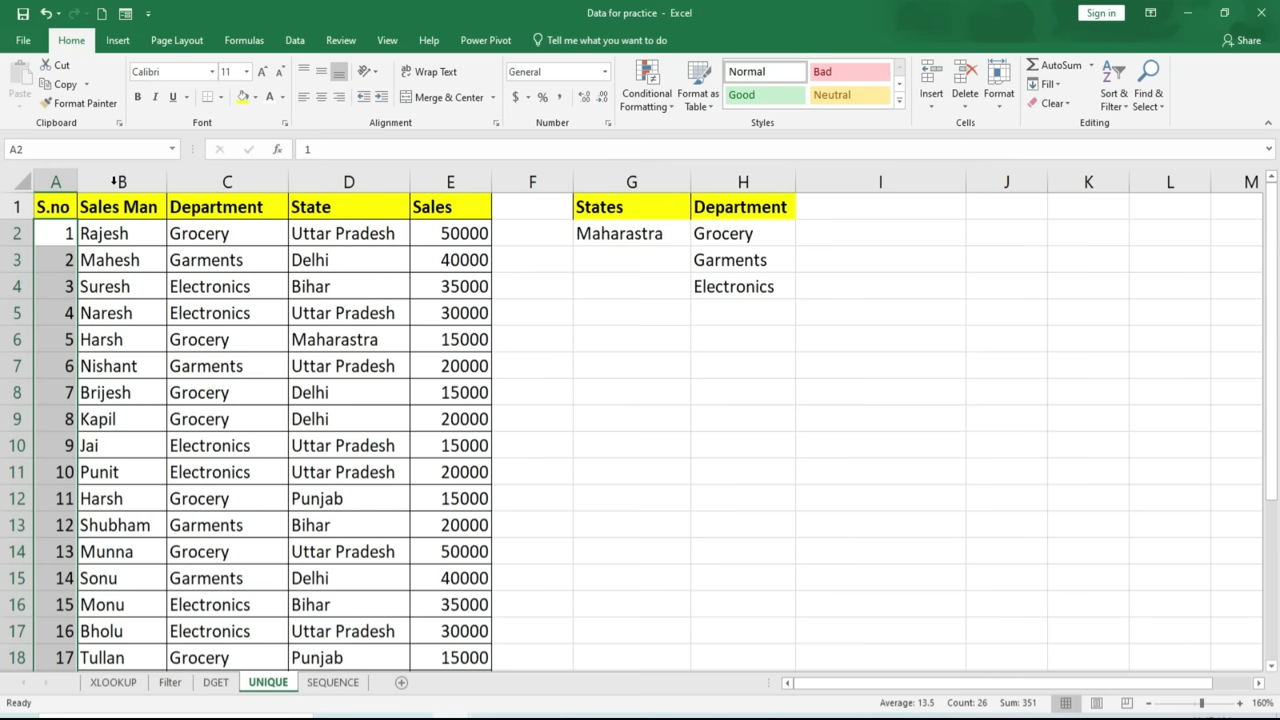 Data for practice - Excel
Sign in
File Home Insert Page Layout Formulas Data Review View Help Power Pivot Tell me what you want to do Share
Paste
Cut
Copy
Format Painter
Clipboard
Calibri 11
B I U
Font
Wrap Text
Merge & Center
Alignment
General
$ %
Number
Conditional Formatting
Format as Table
Normal Bad
Good Neutral
Styles
Insert Delete Format
Cells
AutoSum
Fill
Clear
Sort & Filter
Find & Select
Editing
A2 fx 1
A B C D E F G H I J K L M
1 S.no Sales Man Department State Sales States Department
2 1 Rajesh Grocery Uttar Pradesh 50000 Maharastra Grocery
3 2 Mahesh Garments Delhi 40000 Garments
4 3 Suresh Electronics Bihar 35000 Electronics
5 4 Naresh Electronics Uttar Pradesh 30000
6 5 Harsh Grocery Maharastra 15000
7 6 Nishant Garments Uttar Pradesh 20000
8 7 Brijesh Grocery Delhi 15000
9 8 Kapil Grocery Delhi 20000
10 9 Jai Electronics Uttar Pradesh 15000
11 10 Punit Electronics Uttar Pradesh 20000
12 11 Harsh Grocery Punjab 15000
13 12 Shubham Garments Bihar 20000
14 13 Munna Grocery Uttar Pradesh 50000
15 14 Sonu Garments Delhi 40000
16 15 Monu Electronics Bihar 35000
17 16 Bholu Electronics Uttar Pradesh 30000
18 17 Tullan Grocery Punjab 15000
XLOOKUP Filter DGET UNIQUE SEQUENCE
Ready Average: 13.5 Count: 26 Sum: 351 160%